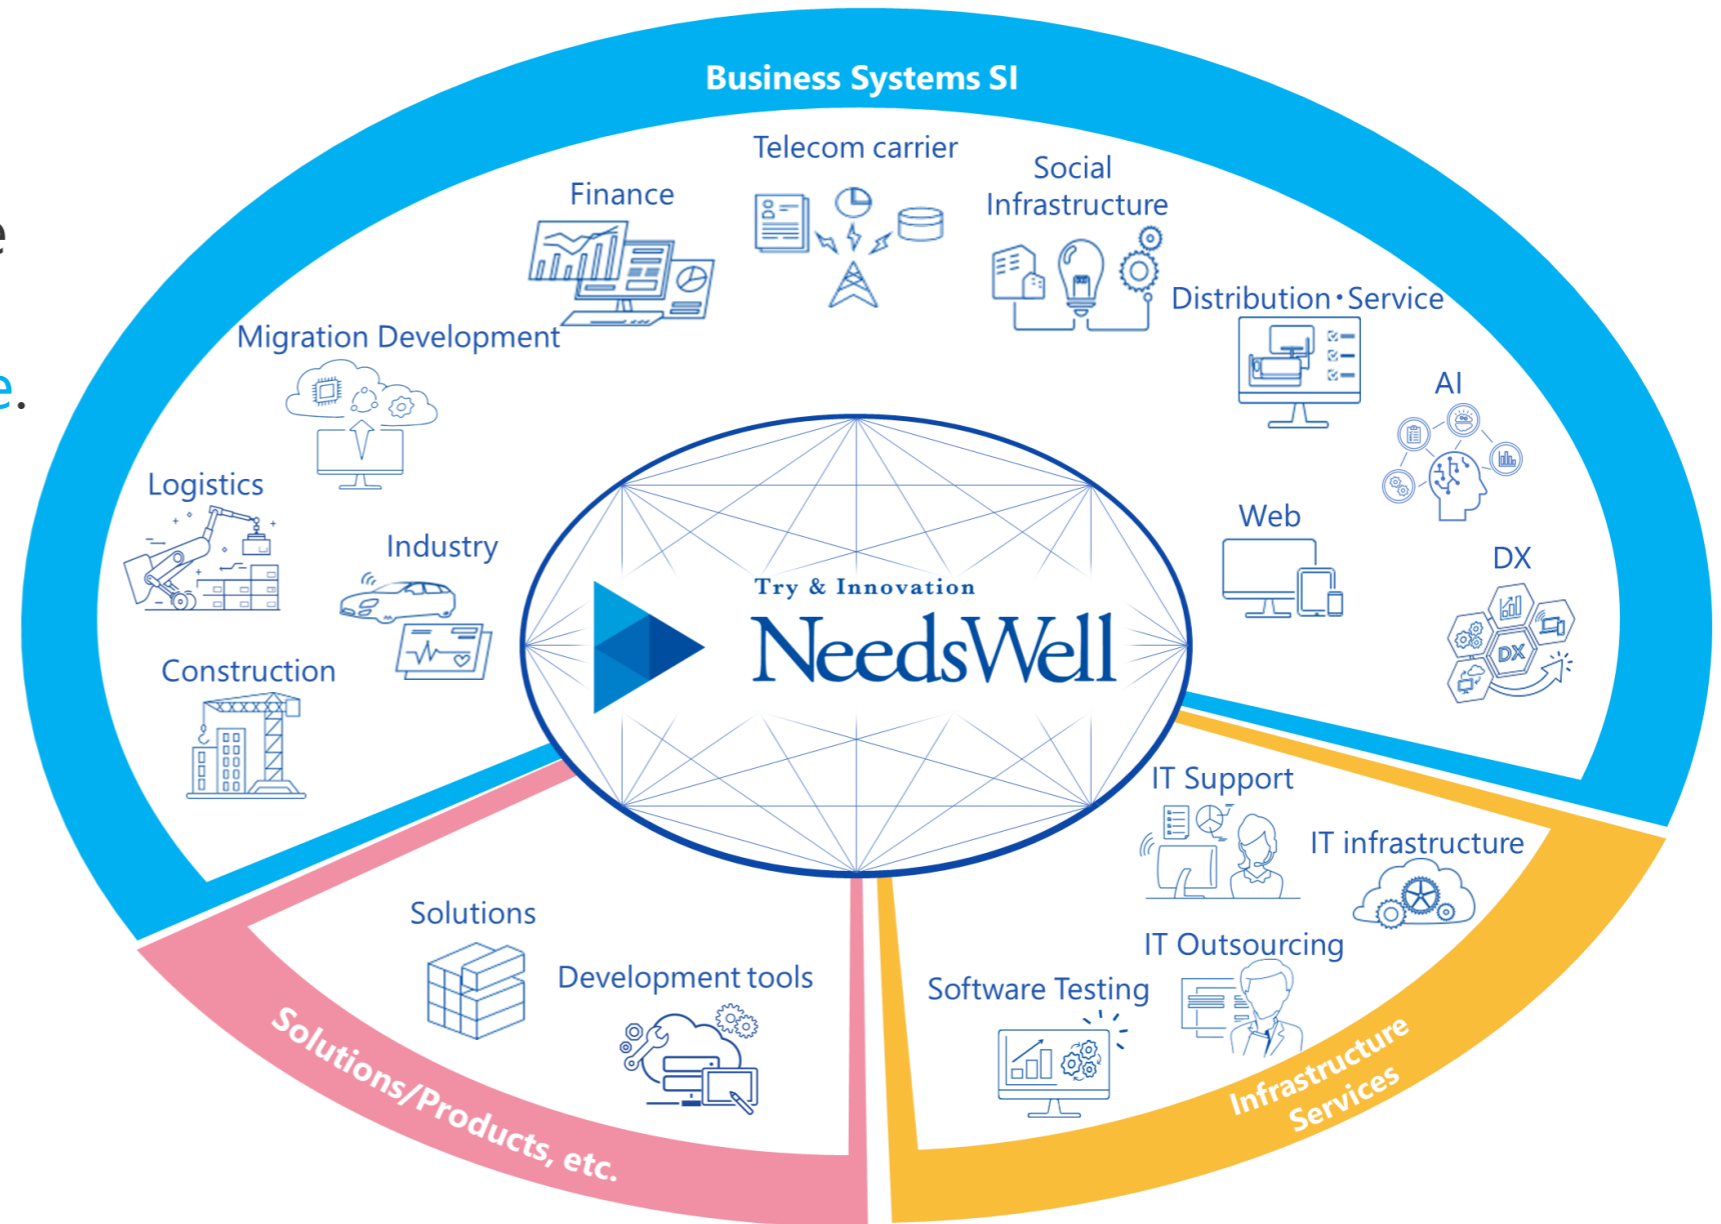 Business Systems SI
Telecom carrier
Social
Infrastructure
Finance
Distribution・Service
Migration Development
e
e.
AI
Logistics
Web
Industry
DX
Construction
Try & Innovation
NeedsWell
DX
IT Support
IT infrastructure
Solutions
IT Outsourcing
Development tools
Software Testing
Solutions/Products, etc.
Infrastructure
Services